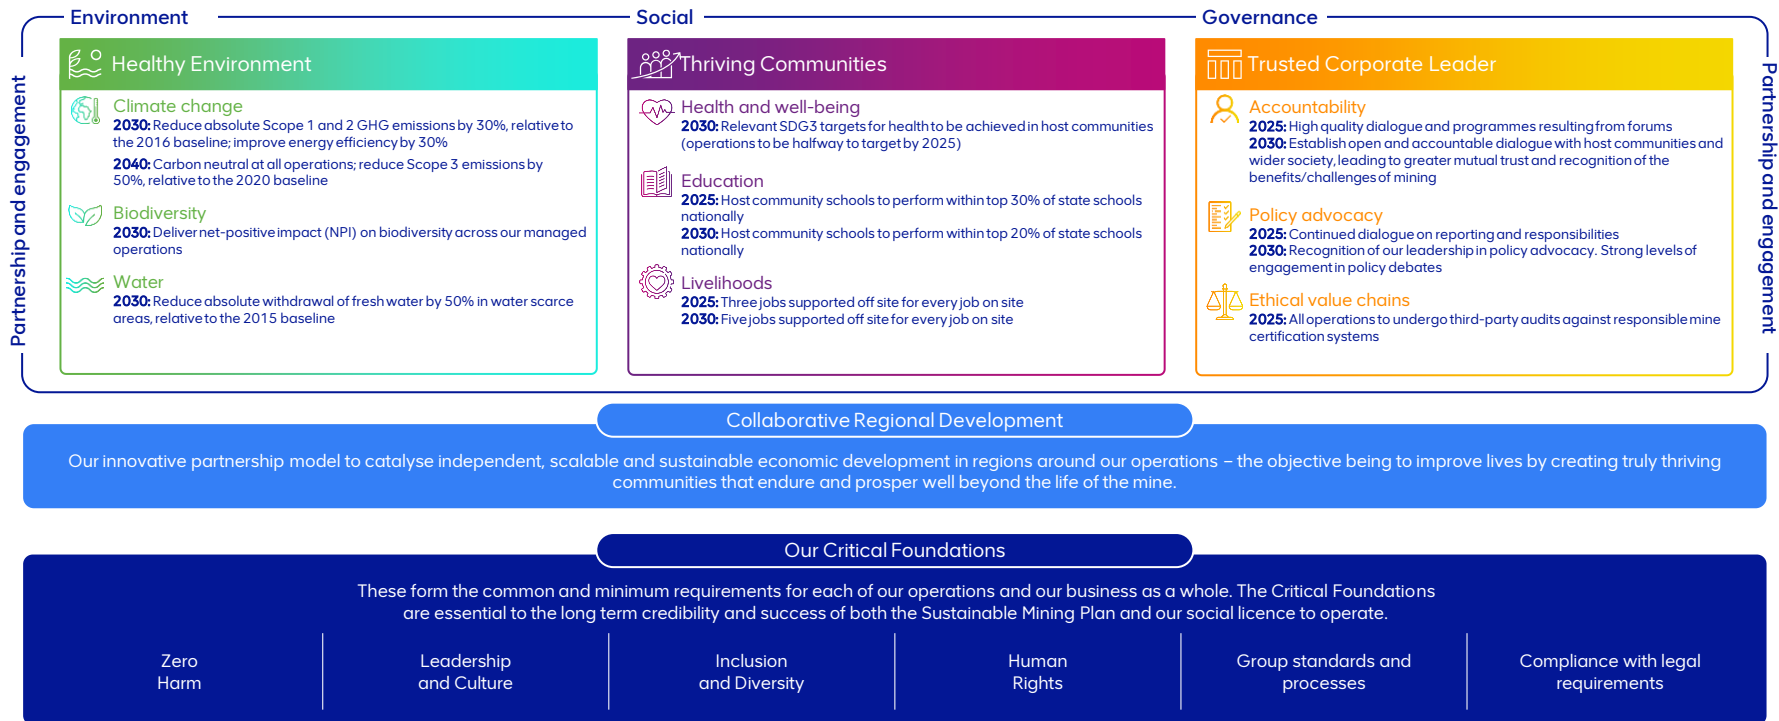 Environment
Social
Governance
Partnership and engagement
Healthy Environment
Climate change
2030: Reduce absolute Scope 1 and 2 GHG emissions by 30%, relative to
the 2016 baseline; improve energy efficiency by 30%
2040: Carbon neutral at all operations; reduce Scope 3 emissions by
50%, relative to the 2020 baseline
Biodiversity
2030: Deliver net-positive impact (NPI) on biodiversity across our managed
operations
Water
2030: Reduce absolute withdrawal of fresh water by 50% in water scarce
areas, relative to the 2015 baseline
Thriving Communities
Health and well-being
2030: Relevant SDG3 targets for health to be achieved in host communities
(operations to be halfway to target by 2025)
Education
2025: Host community schools to perform within top 30% of state schools
nationally
2030: Host community schools to perform within top 20% of state schools
nationally
Livelihoods
2025: Three jobs supported off site for every job on site
2030: Five jobs supported off site for every job on site
Trusted Corporate Leader
Accountability
2025: High quality dialogue and programmes resulting from forums
2030: Establish open and accountable dialogue with host communities and
wider society, leading to greater mutual trust and recognition of the
benefits/challenges of mining
Policy advocacy
2025: Continued dialogue on reporting and responsibilities
2030: Recognition of our leadership in policy advocacy. Strong levels of
engagement in policy debates
Ethical value chains
2025: All operations to undergo third-party audits against responsible mine
certification systems
Partnership and engagement
Collaborative Regional Development
Our innovative partnership model to catalyse independent, scalable and sustainable economic development in regions around our operations – the objective being to improve lives by creating truly thriving
communities that endure and prosper well beyond the life of the mine.
Our Critical Foundations
These form the common and minimum requirements for each of our operations and our business as a whole. The Critical Foundations
are essential to the long term credibility and success of both the Sustainable Mining Plan and our social licence to operate.
Zero
Harm
Leadership
and Culture
Inclusion
and Diversity
Human
Rights
Group standards and
processes
Compliance with legal
requirements